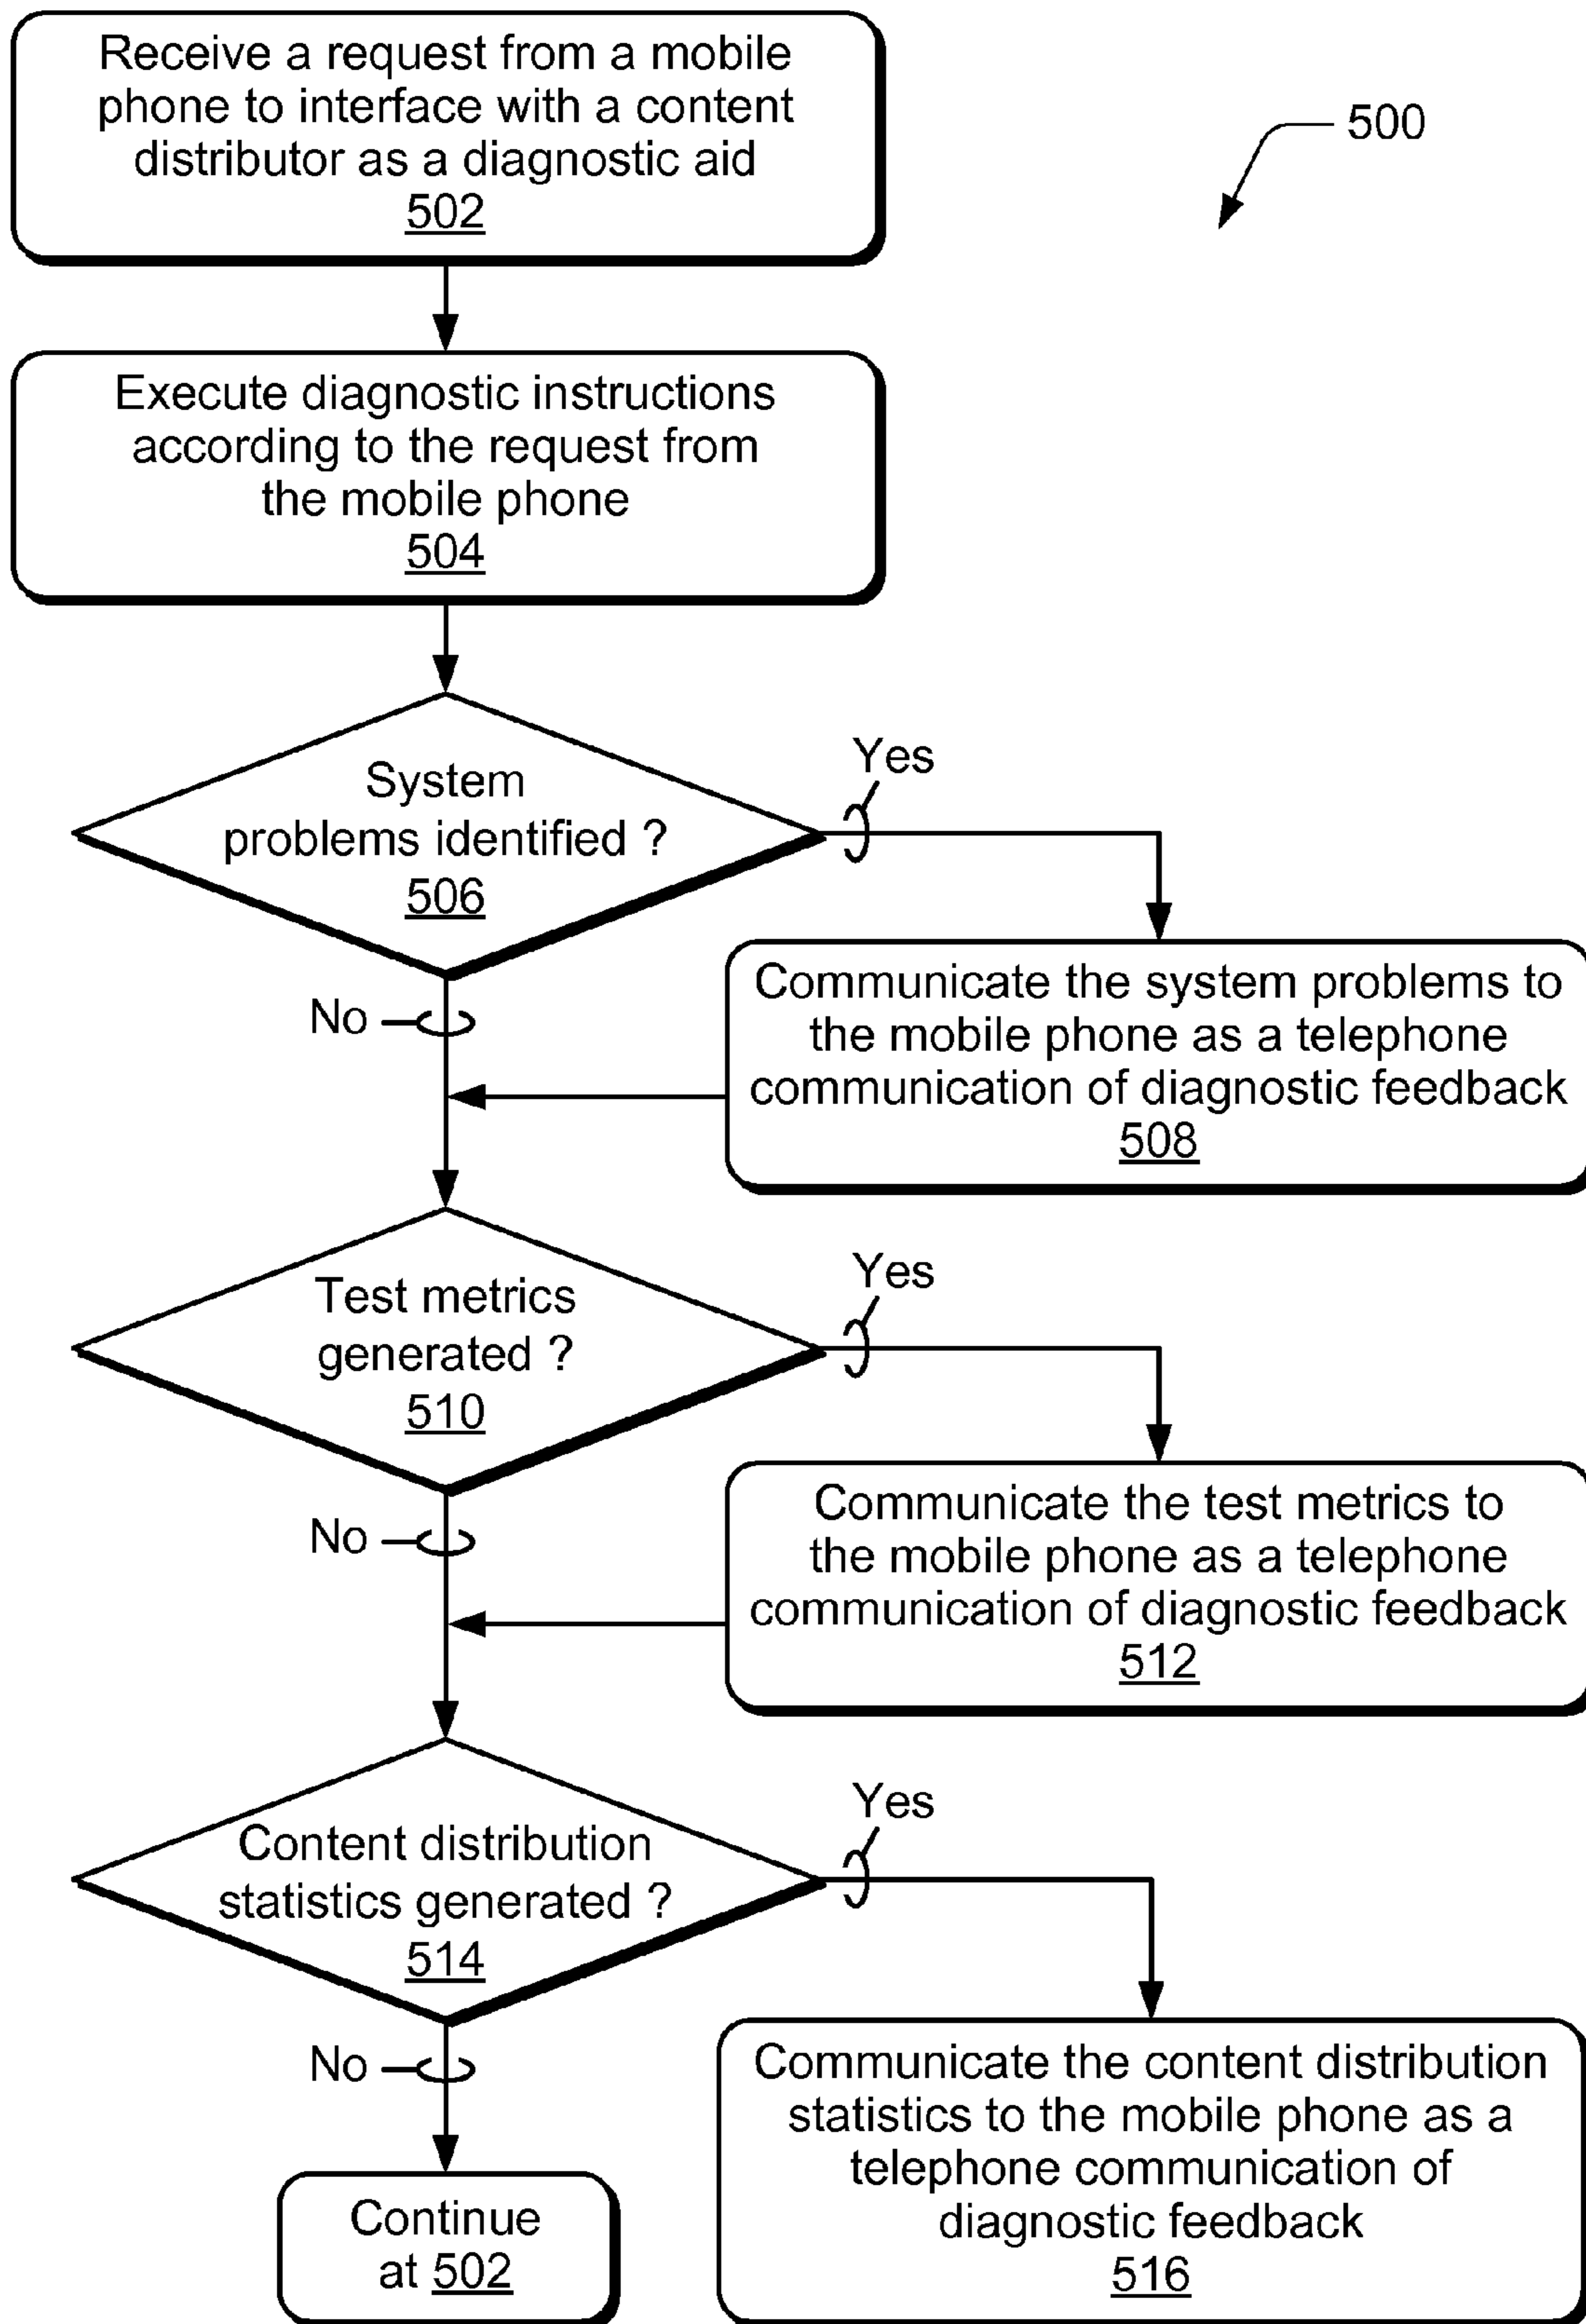 Receive a request from a mobile
phone to interface with a content
distributor as a diagnostic aid
502
500
Execute diagnostic instructions
according to the request from
the mobile phone
504
System
problems identified ?
506
Yes
No
Communicate the system problems to
the mobile phone as a telephone
communication of diagnostic feedback
508
Test metrics
generated ?
510
Yes
No
Communicate the test metrics to
the mobile phone as a telephone
communication of diagnostic feedback
512
Content distribution
statistics generated ?
514
Yes
No
Communicate the content distribution
statistics to the mobile phone as a
telephone communication of
diagnostic feedback
516
Continue
at 502